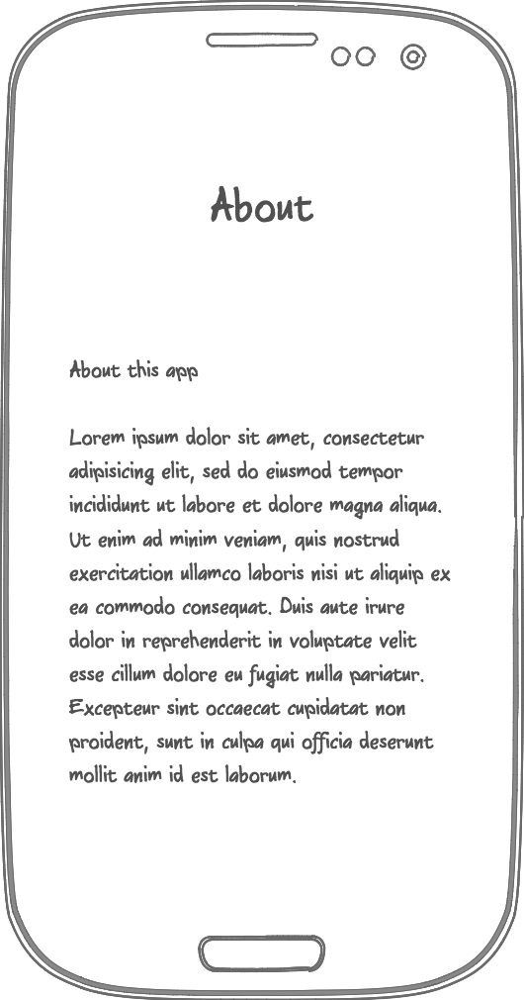 About
About this app
Lorem ipsum dolor sit amet, consectetur
adipisicing elit, sed do eiusmod tempor
incididunt ut labore et dolore magna aliqua.
Ut enim ad minim veniam, quis nostrud
exercitation ullamco laboris nisi ut aliquip ex
ea commodo consequat. Duis aute irure
dolor in reprehenderit in voluptate velit
esse cillum dolore eu fugiat nulla pariatur.
Excepteur sint occaecat cupidatat non
proident, sunt in culpa qui officia deserunt
mollit anim id est laborum.